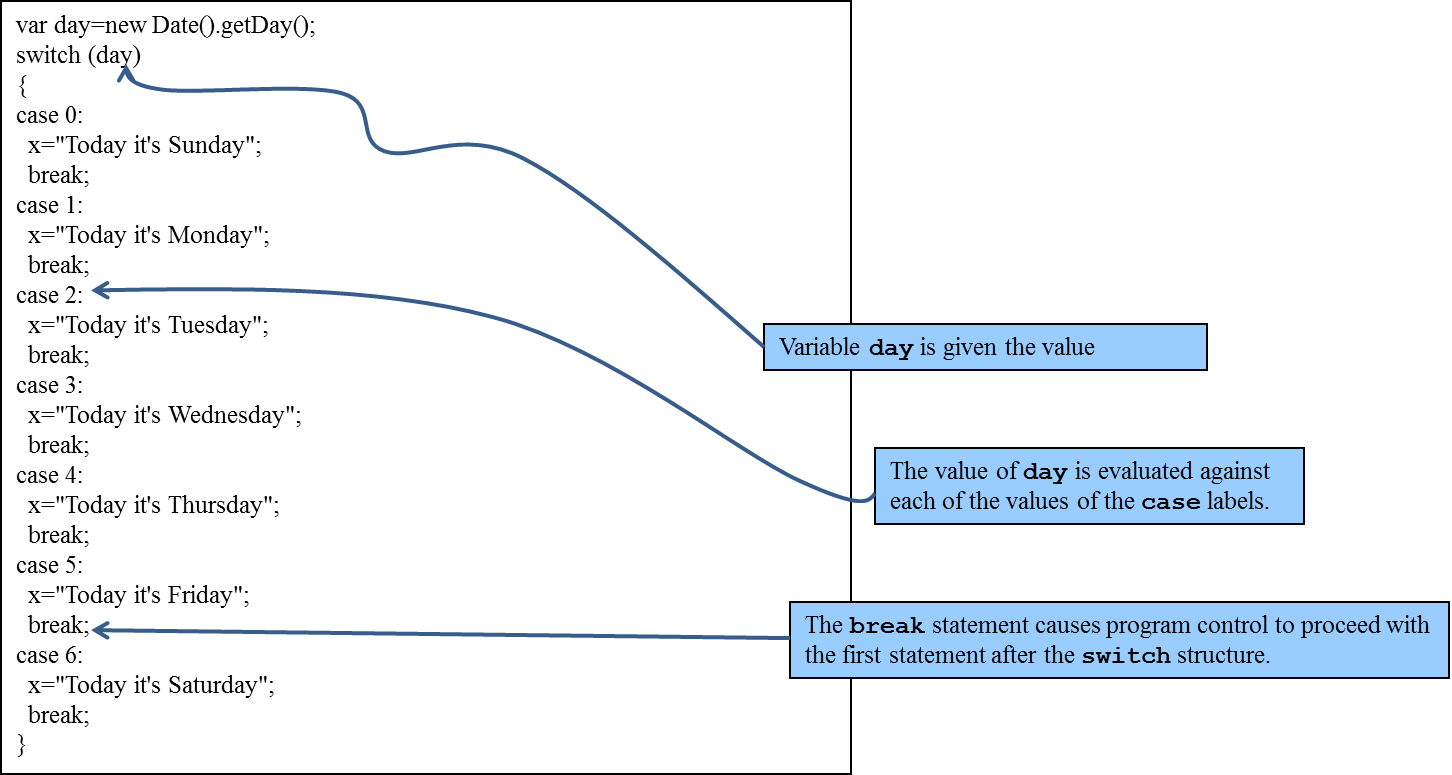 var day=new Date().getDay();
switch (day)
{
case 0:
x="Today it's Sunday";
break;
case 1:
x="Today it's Monday";
break;
case 2:
x="Today it's Tuesday";
break;
case 3:
x="Today it's Wednesday";
break;
case 4:
x="Today it's Thursday";
break;
case 5:
x="Today it's Friday";
break;
case 6:
x="Today it's Saturday";
break;
}
Variable day is given the value
The value of day is evaluated against
each of the values of the case labels.
The break statement causes program control to proceed with
the first statement after the switch structure.